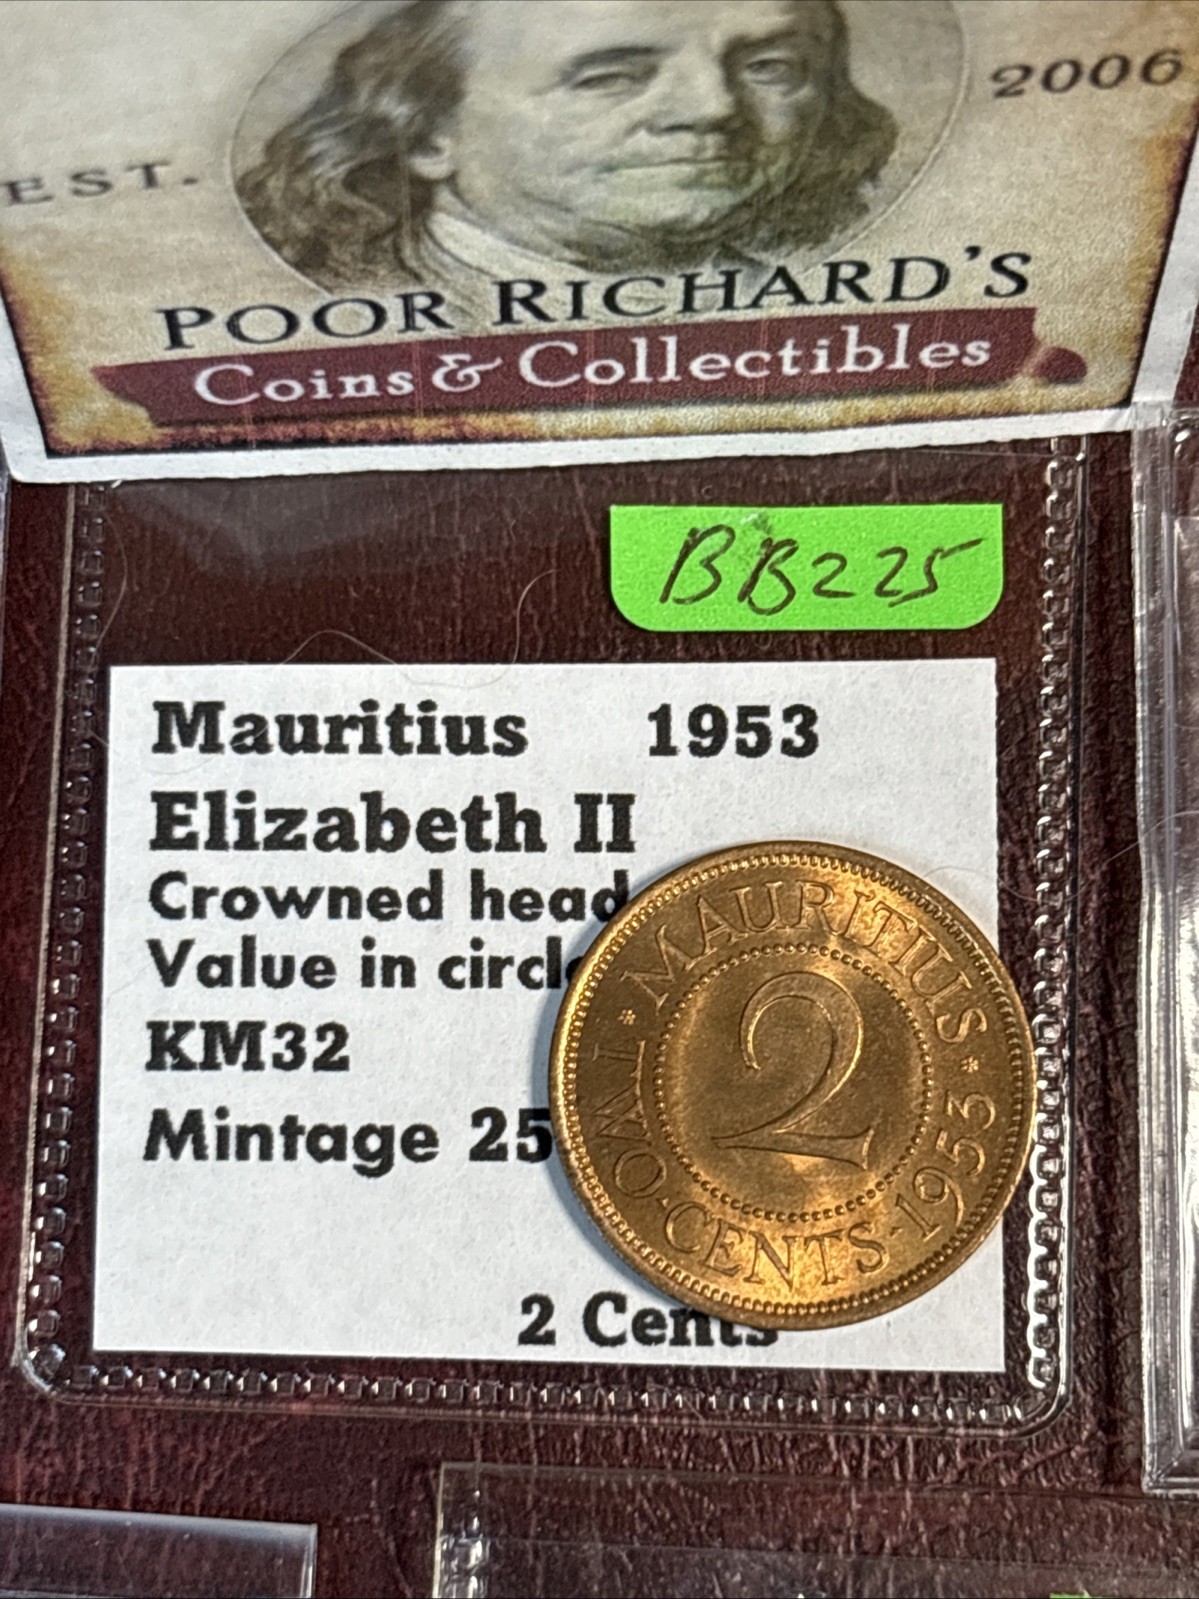 EST. 2006
POOR RICHARD'S
Coins & Collectibles
BB225
Mauritius 1953
Elizabeth II
Crowned head
Value in circle
KM32
Mintage 25
2 Cents
MAURITIUS
2
TWO CENTS 1953